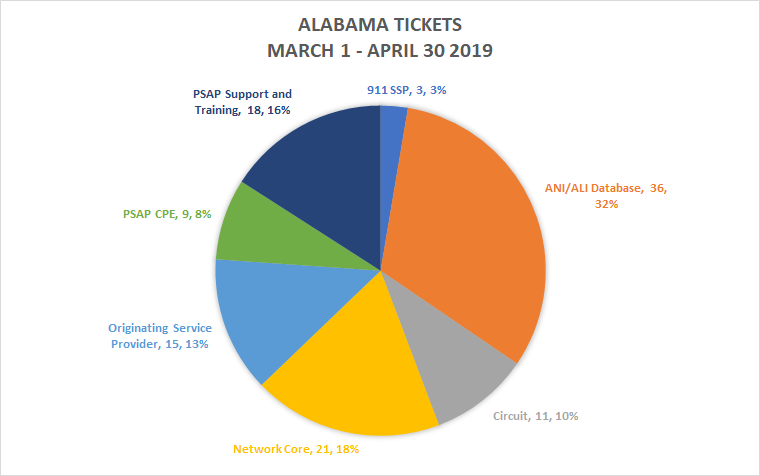 ALABAMA TICKETS
MARCH 1 - APRIL 30 2019
911 SSP, 3, 3%
PSAP Support and
Training, 18, 16%
ANI/ALI Database, 36,
32%
PSAP CPE, 9, 8%
Originating Service
Provider, 15, 13%
Circuit, 11, 10%
Network Core, 21, 18%